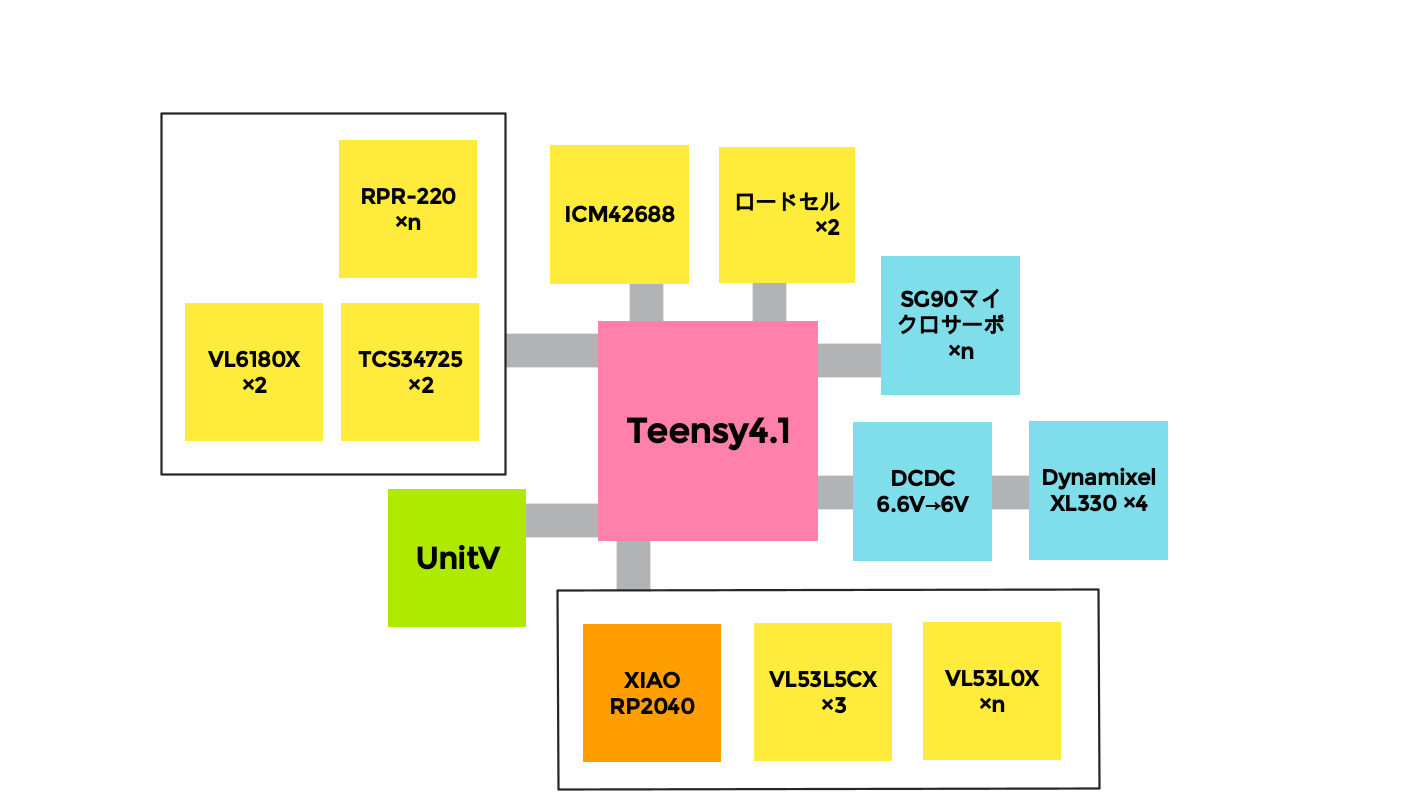 RPR-220
×n
ICM42688
ロードセル
×2
SG90マイ
クロサーボ
×n
VL6180X
×2
TCS34725
×2
Teensy4.1
DCDC
6.6V→6V
Dynamixel
XL330 ×4
UnitV
XIAO
RP2040
VL53L5CX
×3
VL53L0X
×n